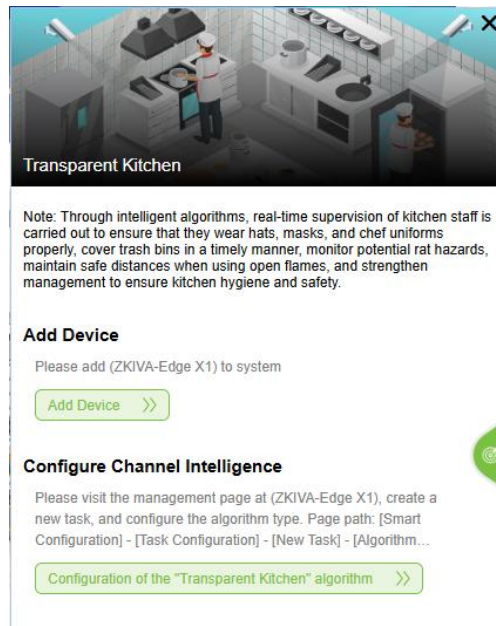 Transparent Kitchen
Note: Through intelligent algorithms, real-time supervision of kitchen staff is
carried out to ensure that they wear hats, masks, and chef uniforms
properly, cover trash bins in a timely manner, monitor potential rat hazards,
maintain safe distances when using open flames, and strengthen
management to ensure kitchen hygiene and safety.
Add Device
Please add (ZKIVA-Edge X1) to system
Add Device
Configure Channel Intelligence
Please visit the management page at (ZKIVA-Edge X1), create a
new task, and configure the algorithm type. Page path: [Smart
Configuration] - [Task Configuration] - [New Task] - [Algorithm...
Configuration of the "Transparent Kitchen" algorithm